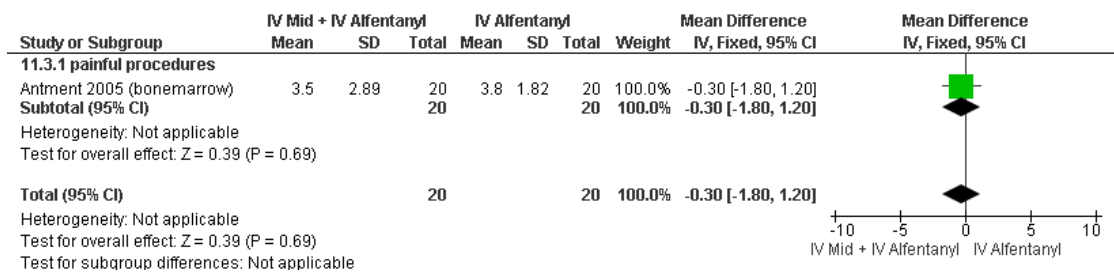 IV Mid + IV Alfentanyl IV Alfentanyl Mean Difference Mean Difference
Study or Subgroup Mean SD Total Mean SD Total Weight IV, Fixed, 95% CI IV, Fixed, 95% CI
11.3.1 painful procedures
Antment 2005 (bonemarrow) 3.5 2.89 20 3.8 1.82 20 100.0% -0.30 [-1.80, 1.20]
Subtotal (95% CI) 20 20 100.0% -0.30 [-1.80, 1.20]
Heterogeneity: Not applicable
Test for overall effect: Z = 0.39 (P = 0.69)
Total (95% CI) 20 20 100.0% -0.30 [-1.80, 1.20]
Heterogeneity: Not applicable
Test for overall effect: Z = 0.39 (P = 0.69)
Test for subgroup differences: Not applicable
-10 -5 0 5 10
IV Mid + IV Alfentanyl IV Alfentanyl